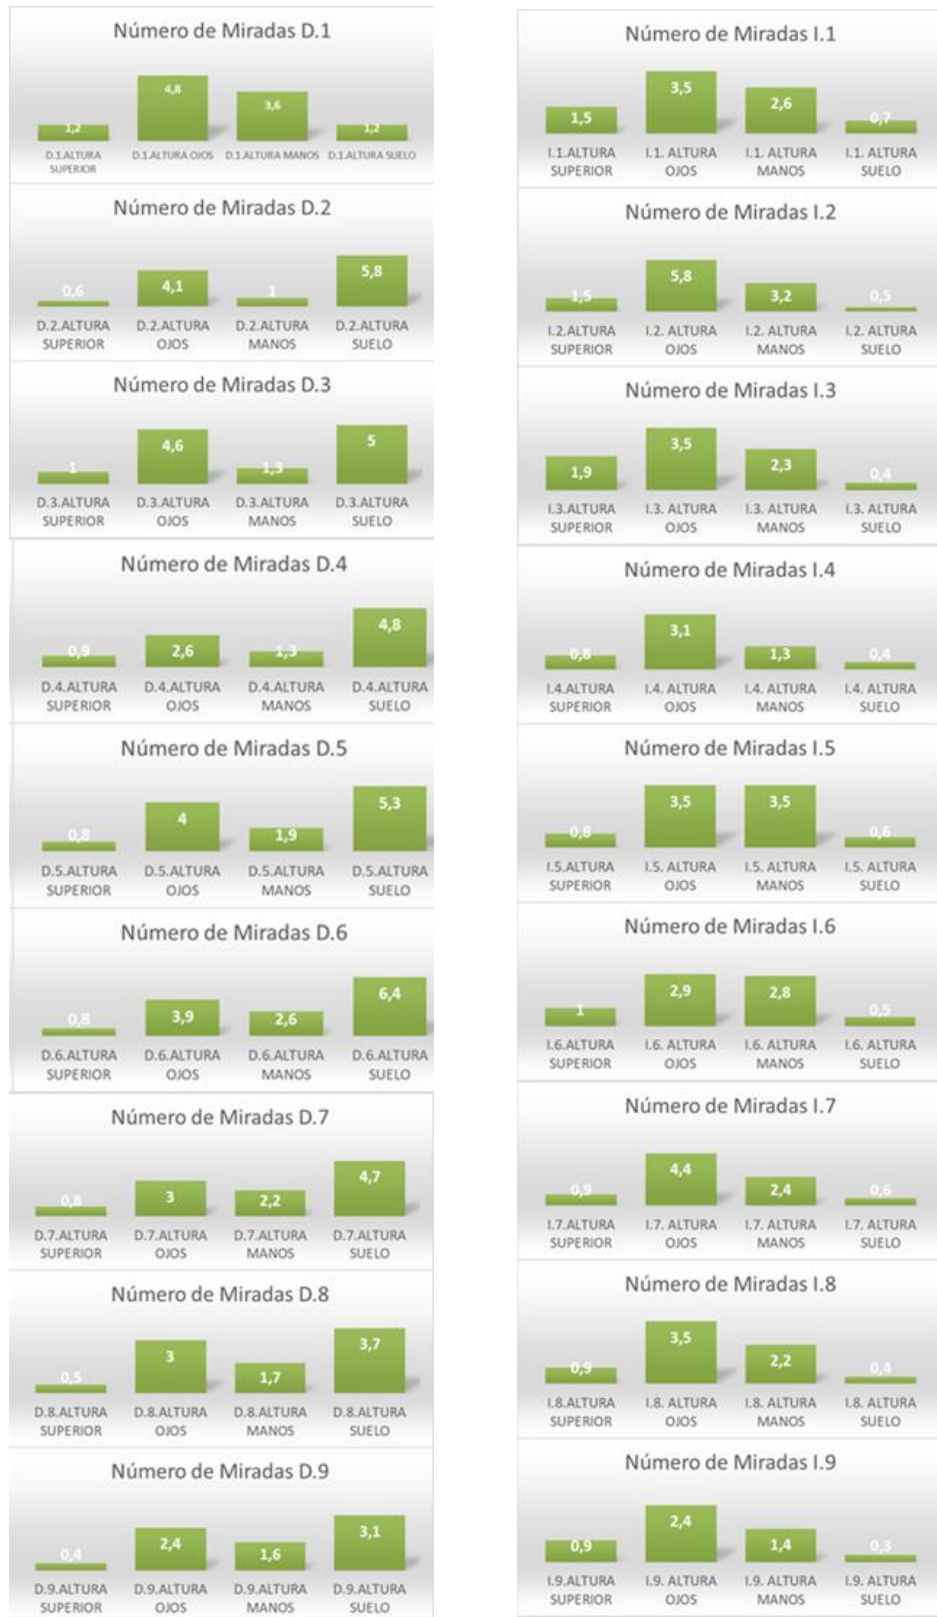 Número de Miradas D.1
1,2
4,8
3,6
1,2
D.1.ALTURA SUPERIOR
D.1.ALTURA OJOS
D.1.ALTURA MANOS
D.1.ALTURA SUELO
Número de Miradas D.2
0,6
4,1
1
5,8
D.2.ALTURA SUPERIOR
D.2.ALTURA OJOS
D.2.ALTURA MANOS
D.2.ALTURA SUELO
Número de Miradas D.3
1
4,6
1,3
5
D.3.ALTURA SUPERIOR
D.3.ALTURA OJOS
D.3.ALTURA MANOS
D.3.ALTURA SUELO
Número de Miradas D.4
0,9
2,6
1,3
4,8
D.4.ALTURA SUPERIOR
D.4.ALTURA OJOS
D.4.ALTURA MANOS
D.4.ALTURA SUELO
Número de Miradas D.5
0,8
4
1,9
5,3
D.5.ALTURA SUPERIOR
D.5.ALTURA OJOS
D.5.ALTURA MANOS
D.5.ALTURA SUELO
Número de Miradas D.6
0,8
3,9
2,6
6,4
D.6.ALTURA SUPERIOR
D.6.ALTURA OJOS
D.6.ALTURA MANOS
D.6.ALTURA SUELO
Número de Miradas D.7
0,8
3
2,2
4,7
D.7.ALTURA SUPERIOR
D.7.ALTURA OJOS
D.7.ALTURA MANOS
D.7.ALTURA SUELO
Número de Miradas D.8
0,5
3
1,7
3,7
D.8.ALTURA SUPERIOR
D.8.ALTURA OJOS
D.8.ALTURA MANOS
D.8.ALTURA SUELO
Número de Miradas D.9
0,4
2,4
1,6
3,1
D.9.ALTURA SUPERIOR
D.9.ALTURA OJOS
D.9.ALTURA MANOS
D.9.ALTURA SUELO
Número de Miradas I.1
1,5
3,5
2,6
0,7
I.1.ALTURA SUPERIOR
I.1. ALTURA OJOS
I.1. ALTURA MANOS
I.1. ALTURA SUELO
Número de Miradas I.2
1,5
5,8
3,2
0,5
I.2.ALTURA SUPERIOR
I.2. ALTURA OJOS
I.2. ALTURA MANOS
I.2. ALTURA SUELO
Número de Miradas I.3
1,9
3,5
2,3
0,4
I.3.ALTURA SUPERIOR
I.3. ALTURA OJOS
I.3. ALTURA MANOS
I.3. ALTURA SUELO
Número de Miradas I.4
0,8
3,1
1,3
0,4
I.4.ALTURA SUPERIOR
I.4. ALTURA OJOS
I.4. ALTURA MANOS
I.4. ALTURA SUELO
Número de Miradas I.5
0,8
3,5
3,5
0,6
I.5.ALTURA SUPERIOR
I.5. ALTURA OJOS
I.5. ALTURA MANOS
I.5. ALTURA SUELO
Número de Miradas I.6
1
2,9
2,8
0,5
I.6.ALTURA SUPERIOR
I.6. ALTURA OJOS
I.6. ALTURA MANOS
I.6. ALTURA SUELO
Número de Miradas I.7
0,9
4,4
2,4
0,6
I.7.ALTURA SUPERIOR
I.7. ALTURA OJOS
I.7. ALTURA MANOS
I.7. ALTURA SUELO
Número de Miradas I.8
0,9
3,5
2,2
0,4
I.8.ALTURA SUPERIOR
I.8. ALTURA OJOS
I.8. ALTURA MANOS
I.8. ALTURA SUELO
Número de Miradas I.9
0,9
2,4
1,4
0,3
I.9.ALTURA SUPERIOR
I.9. ALTURA OJOS
I.9. ALTURA MANOS
I.9. ALTURA SUELO